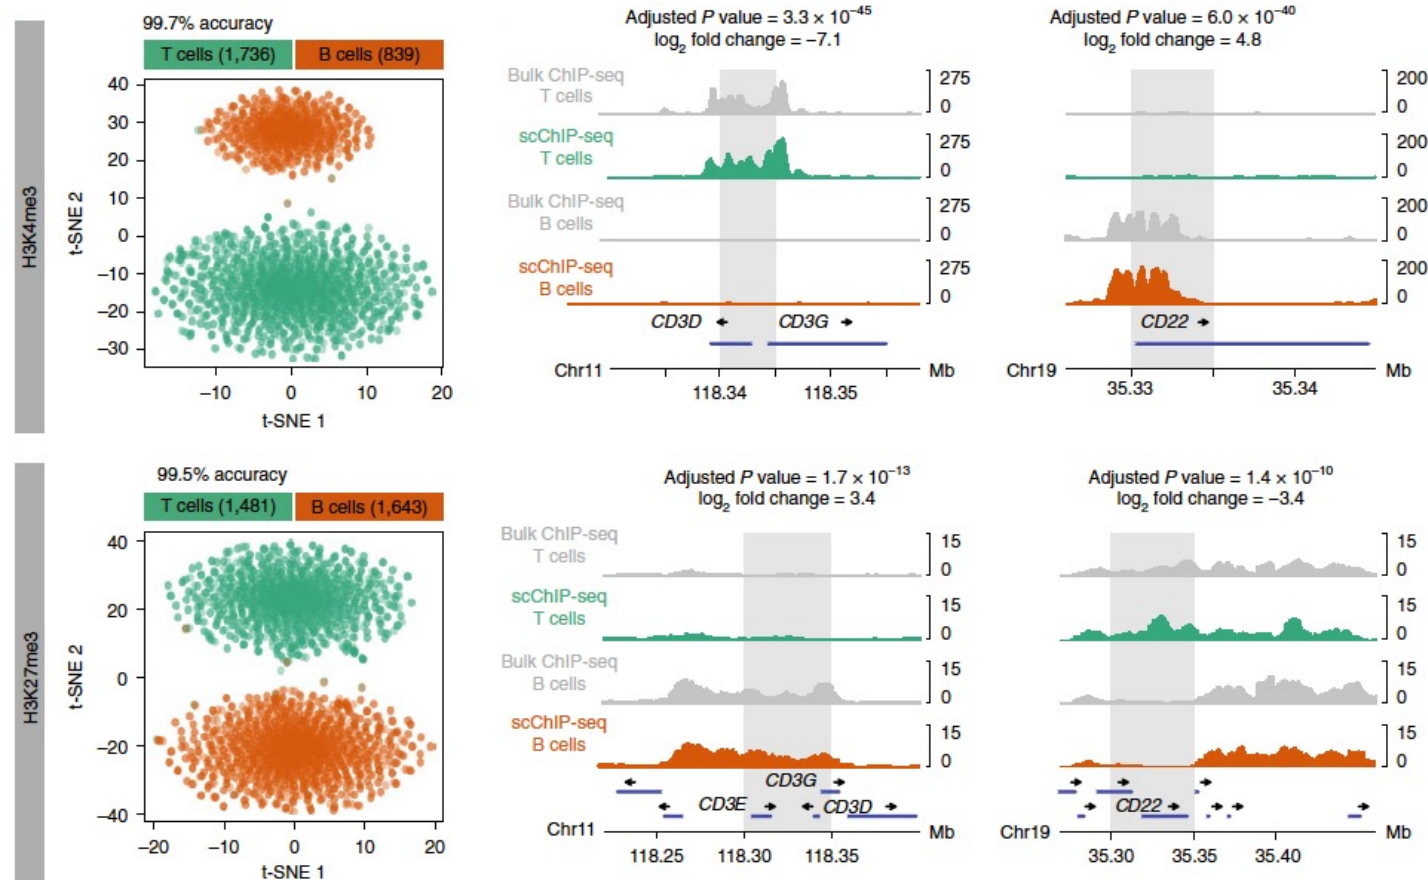 H3K4me3
99.7% accuracy
T cells (1,736) B cells (839)
40
30
20
10
0
–10
–20
–30
t-SNE 2
–10 0 10 20
t-SNE 1
Adjusted P value = 3.3 × 10–45
log2 fold change = –7.1
Bulk ChIP-seq
T cells
275
0
scChIP-seq
T cells
275
0
Bulk ChIP-seq
B cells
275
0
scChIP-seq
B cells
275
0
CD3D CD3G
Chr11 118.34 118.35 Mb
Adjusted P value = 6.0 × 10–40
log2 fold change = 4.8
200
0
200
0
200
0
200
0
CD22
Chr19 35.33 35.34 Mb
H3K27me3
99.5% accuracy
T cells (1,481) B cells (1,643)
40
20
0
–20
–40
t-SNE 2
–20 –10 0 10 20
t-SNE 1
Adjusted P value = 1.7 × 10–13
log2 fold change = 3.4
Bulk ChIP-seq
T cells
15
0
scChIP-seq
T cells
15
0
Bulk ChIP-seq
B cells
15
0
scChIP-seq
B cells
15
0
CD3G
CD3E CD3D
Chr11 118.25 118.30 118.35 Mb
Adjusted P value = 1.4 × 10–10
log2 fold change = –3.4
15
0
15
0
15
0
15
0
CD22
Chr19 35.30 35.35 35.40 Mb